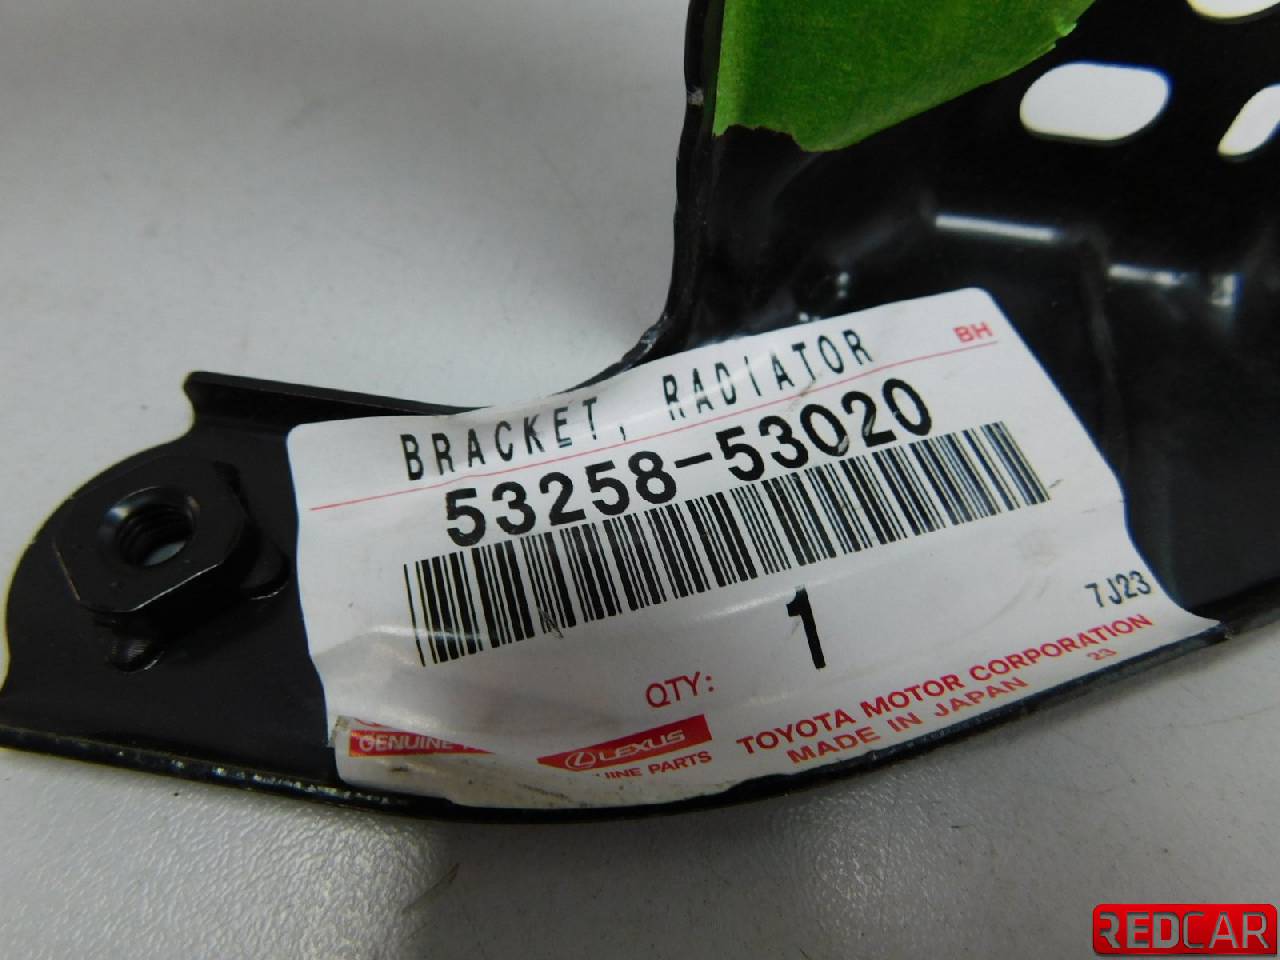 BRACKET, RADIATOR
BH
53258-53020
1
7J23
QTY:
TOYOTA MOTOR CORPORATION
MADE IN JAPAN
23
GENUINE
LEXUS
PARTS
REDCAR